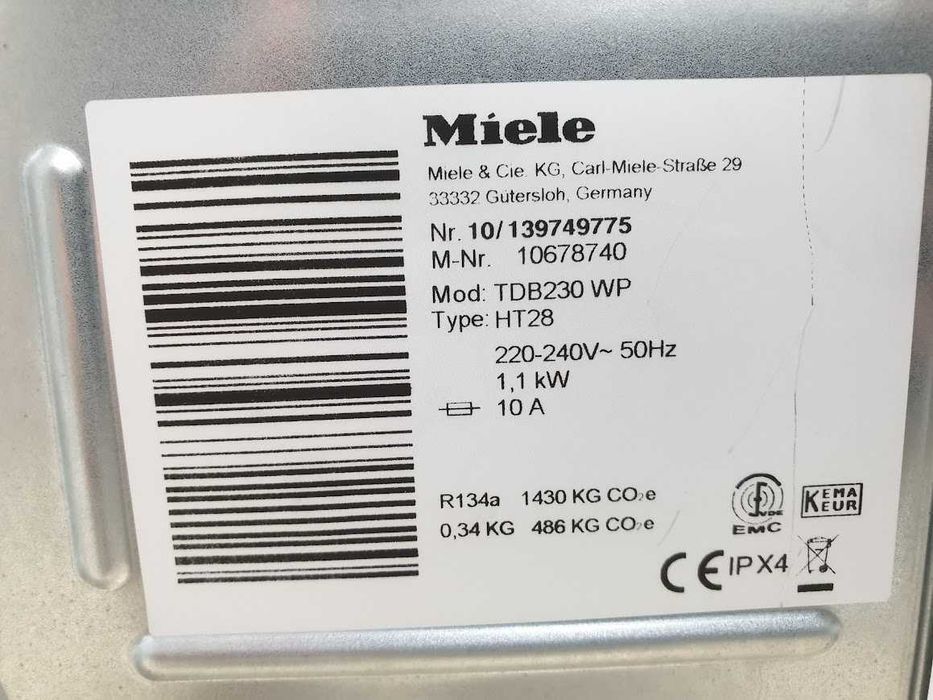 Miele
Miele & Cie. KG, Carl-Miele-Straße 29
33332 Gütersloh, Germany
Nr. 10/139749775
M-Nr. 10678740
Mod: TDB230 WP
Type: HT28
220-240V~ 50Hz
1,1 kW
10 A
R134a 1430 KG CO₂e
0,34 KG 486 KG CO₂e
VDE
EMC
KEMA
KEUR
CE IPX4